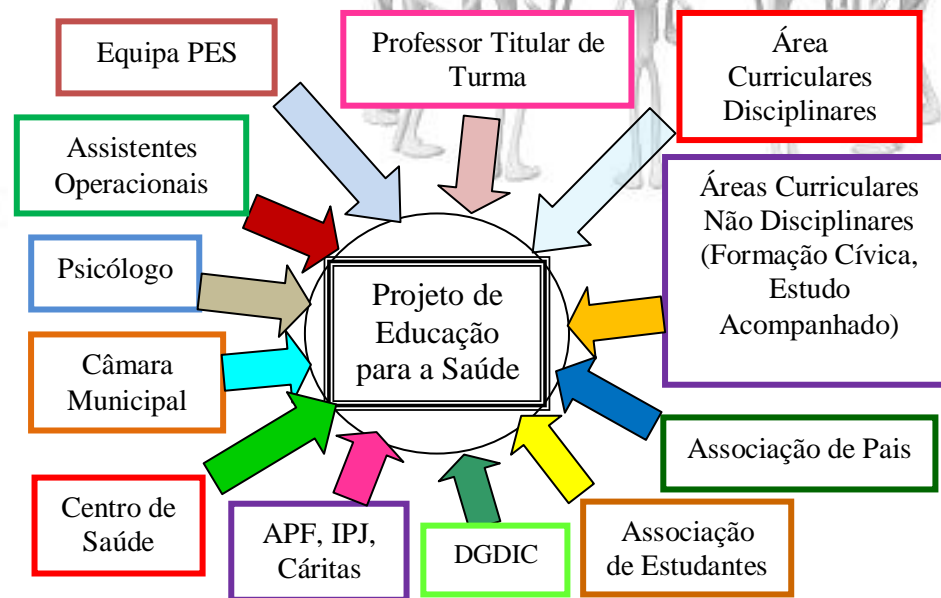 Equipa PES
Professor Titular de
Turma
Área
Curriculares
Disciplinares
Assistentes
Operacionais
Áreas Curriculares
Não Disciplinares
(Formação Cívica,
Estudo
Acompanhado)
Psicólogo
Projeto de
Educação
para a Saúde
Câmara
Municipal
Associação de Pais
Centro de
Saúde
APF, IPJ,
Cáritas
DGDIC
Associação
de Estudantes